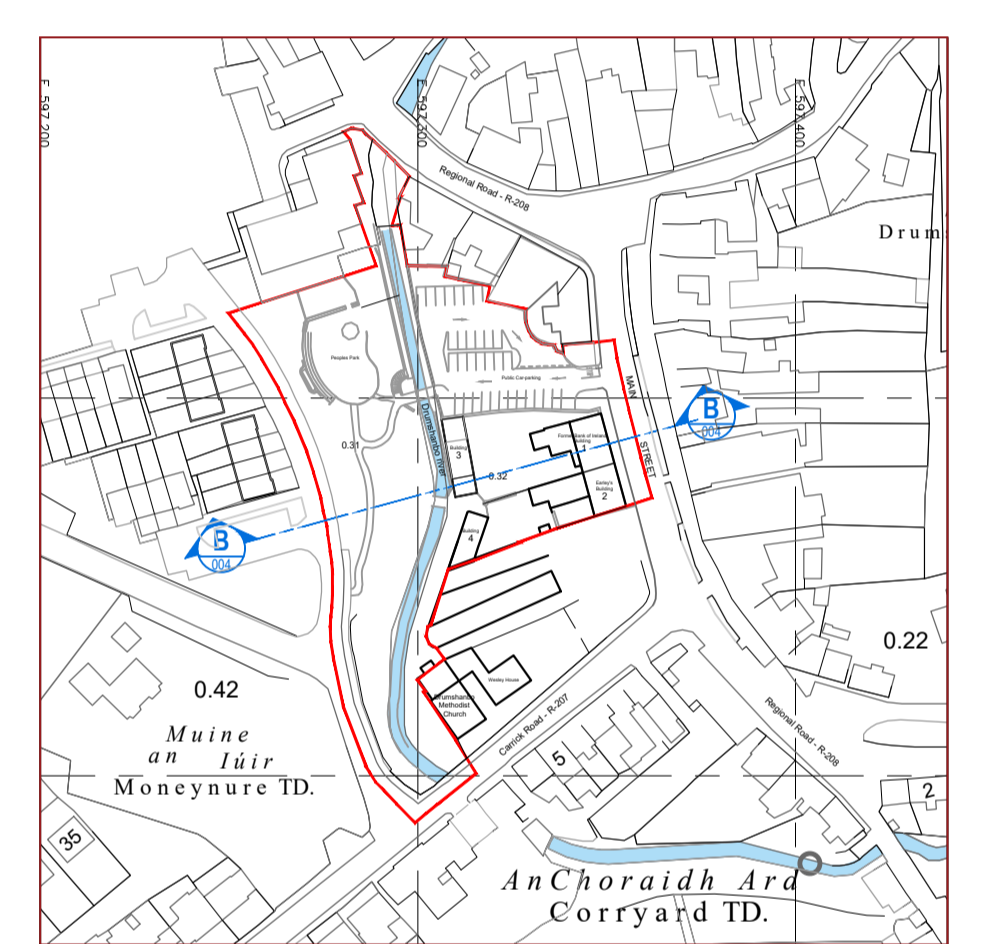 E 597,200
E 597,300
E 597,400
Regional Road - R-208
Drum
Peoples Park
Public Car-parking
MAIN
STREET
Drumshanbo river
B
004
0.31
Building
3
0.32
Former Bank of Ireland
Building
1
Earley's
Building
2
B
004
Building
4
0.22
0.42
Muine
an Iúir
Moneynure TD.
Drumshanbo
Methodist
Church
Wesley House
Carrick Road - R-207
Regional Road - R-208
5
2
35
AnChoraidh Ard
Corryard TD.